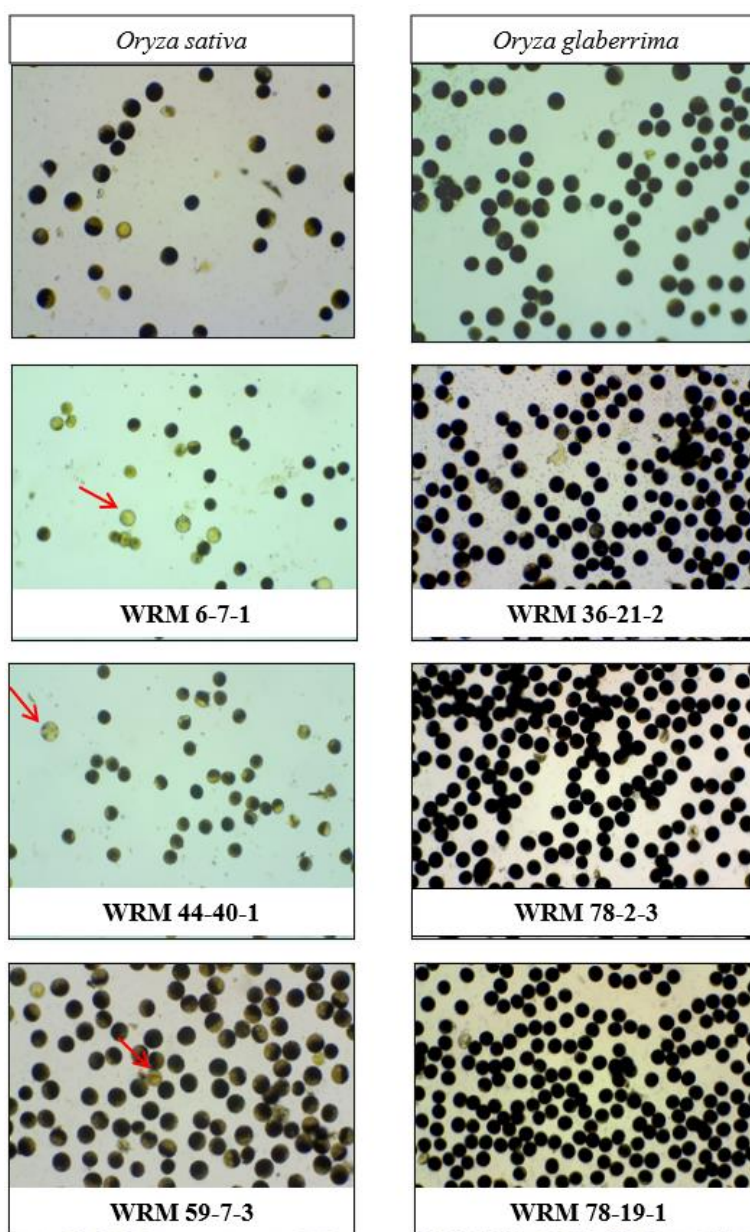 Oryza sativa
Oryza glaberrima
WRM 6-7-1
WRM 36-21-2
WRM 44-40-1
WRM 78-2-3
WRM 59-7-3
WRM 78-19-1